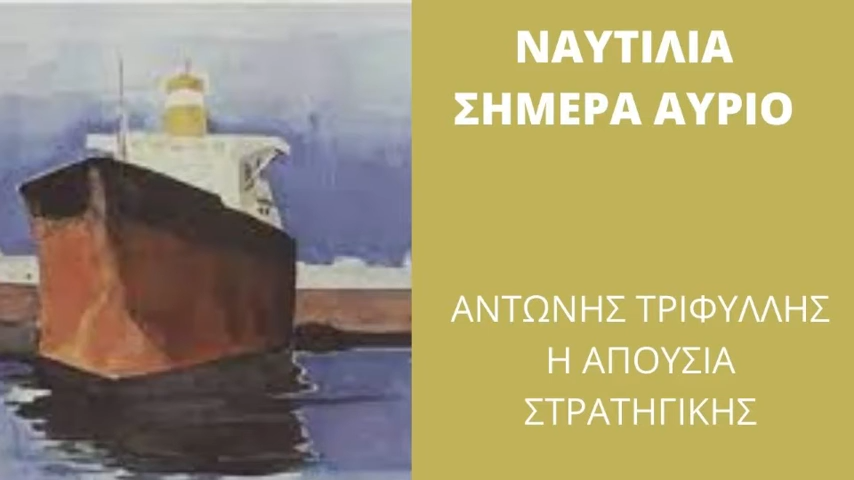 ΝΑΥΤΙΛΙΑ
ΣΗΜΕΡΑ ΑΥΡΙΟ
ΑΝΤΩΝΗΣ ΤΡΙΦΥΛΛΗΣ
Η ΑΠΟΥΣΙΑ
ΣΤΡΑΤΗΓΙΚΗΣ